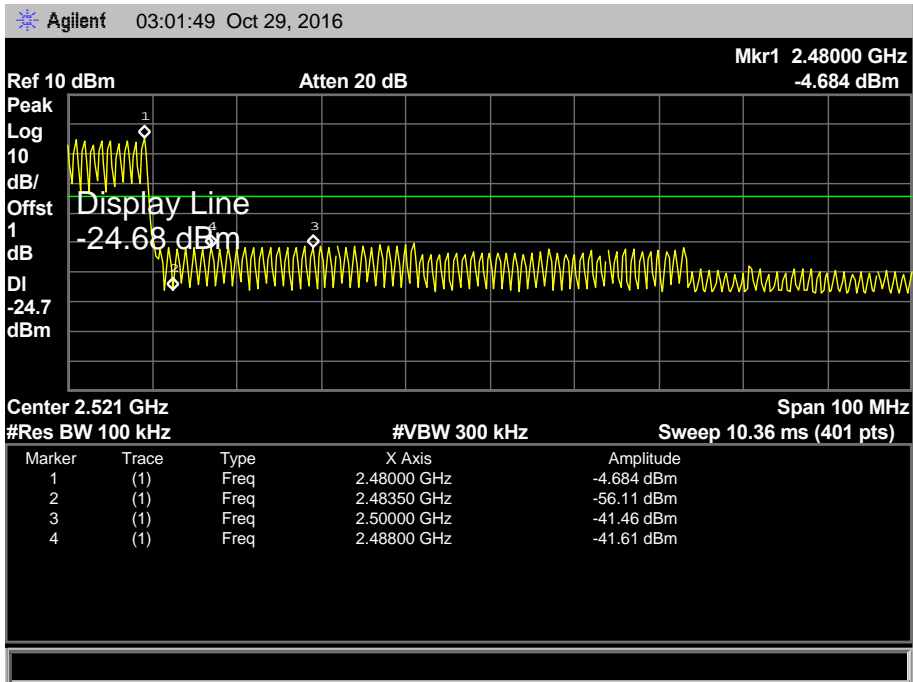 Agilent 03:01:49 Oct 29, 2016
Mkr1 2.48000 GHz
Ref 10 dBm Atten 20 dB -4.684 dBm
Peak
Log
10
dB/
Offst
1
dB
DI
-24.7
dBm
1
Display Line
-24.68 dBm
4
3
2
Center 2.521 GHz Span 100 MHz
#Res BW 100 kHz #VBW 300 kHz Sweep 10.36 ms (401 pts)
Marker Trace Type X Axis Amplitude
1 (1) Freq 2.48000 GHz -4.684 dBm
2 (1) Freq 2.48350 GHz -56.11 dBm
3 (1) Freq 2.50000 GHz -41.46 dBm
4 (1) Freq 2.48800 GHz -41.61 dBm